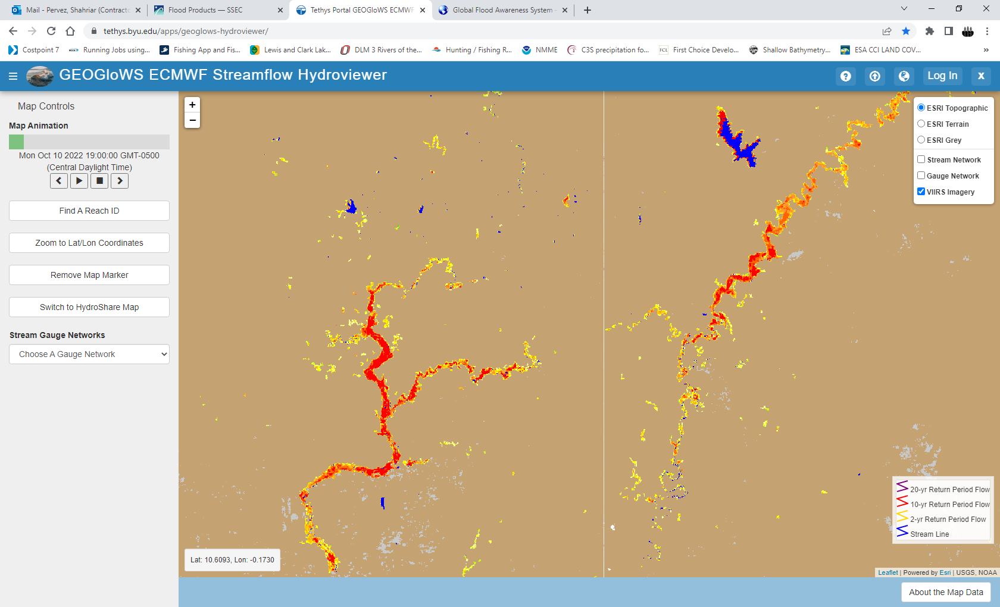 Mail - Pervez, Shahriar (Contracto
Flood Products — SSEC
Tethys Portal GEOGloWS ECMWF
Global Flood Awareness System -
tethys.byu.edu/apps/geoglows-hydroviewer/
Costpoint 7
Running Jobs using...
Fishing App and Fis...
Lewis and Clark Lak...
DLM 3 Rivers of the...
Hunting / Fishing R...
NMME
C3S precipitation fo...
FCL
First Choice Develo...
Shallow Bathymetry...
ESA CCI LAND COV...
»
GEOGloWS ECMWF Streamflow Hydroviewer
Log In
X
Map Controls
Map Animation
Mon Oct 10 2022 19:00:00 GMT-0500
(Central Daylight Time)
Find A Reach ID
Zoom to Lat/Lon Coordinates
Remove Map Marker
Switch to HydroShare Map
Stream Gauge Networks
Choose A Gauge Network
+
−
ESRI Topographic
ESRI Terrain
ESRI Grey
Stream Network
Gauge Network
VIIRS Imagery
20-yr Return Period Flow
10-yr Return Period Flow
2-yr Return Period Flow
Stream Line
Lat: 10.6093, Lon: -0.1730
Leaflet | Powered by Esri | USGS, NOAA
About the Map Data